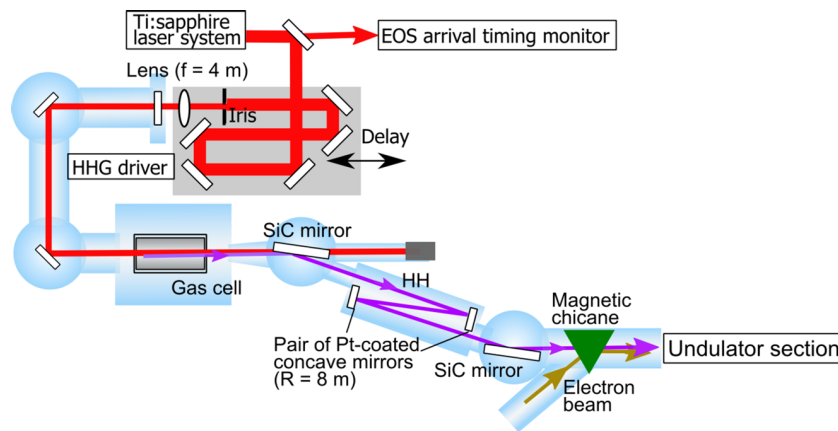 Ti:sapphire
laser system
EOS arrival timing monitor
Lens (f = 4 m)
Iris
Delay
HHG driver
SiC mirror
Gas cell
HH
Magnetic
chicane
Pair of Pt-coated
concave mirrors
(R = 8 m)
SiC mirror
Undulator section
Electron
beam